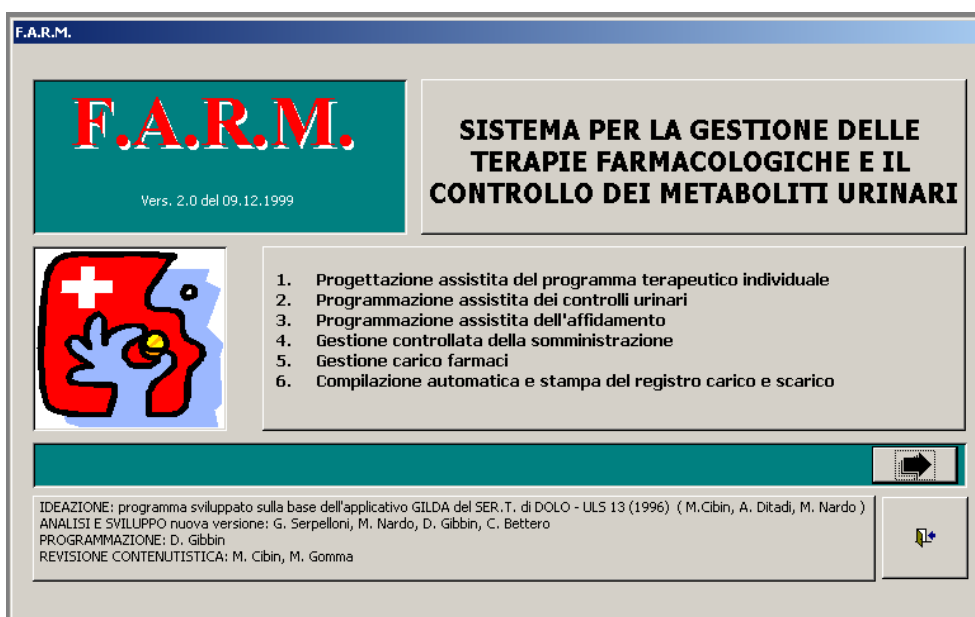 F.A.R.M.
F.A.R.M.
Vers. 2.0 del 09.12.1999
SISTEMA PER LA GESTIONE DELLE
TERAPIE FARMACOLOGICHE E IL
CONTROLLO DEI METABOLITI URINARI
1. Progettazione assistita del programma terapeutico individuale
2. Programmazione assistita dei controlli urinari
3. Programmazione assistita dell'affidamento
4. Gestione controllata della somministrazione
5. Gestione carico farmaci
6. Compilazione automatica e stampa del registro carico e scarico
IDEAZIONE: programma sviluppato sulla base dell'applicativo GILDA del SER.T. di DOLO - ULS 13 (1996) ( M.Cibin, A. Ditadi, M. Nardo )
ANALISI E SVILUPPO nuova versione: G. Serpelloni, M. Nardo, D. Gibbin, C. Bettero
PROGRAMMAZIONE: D. Gibbin
REVISIONE CONTENUTISTICA: M. Cibin, M. Gomma